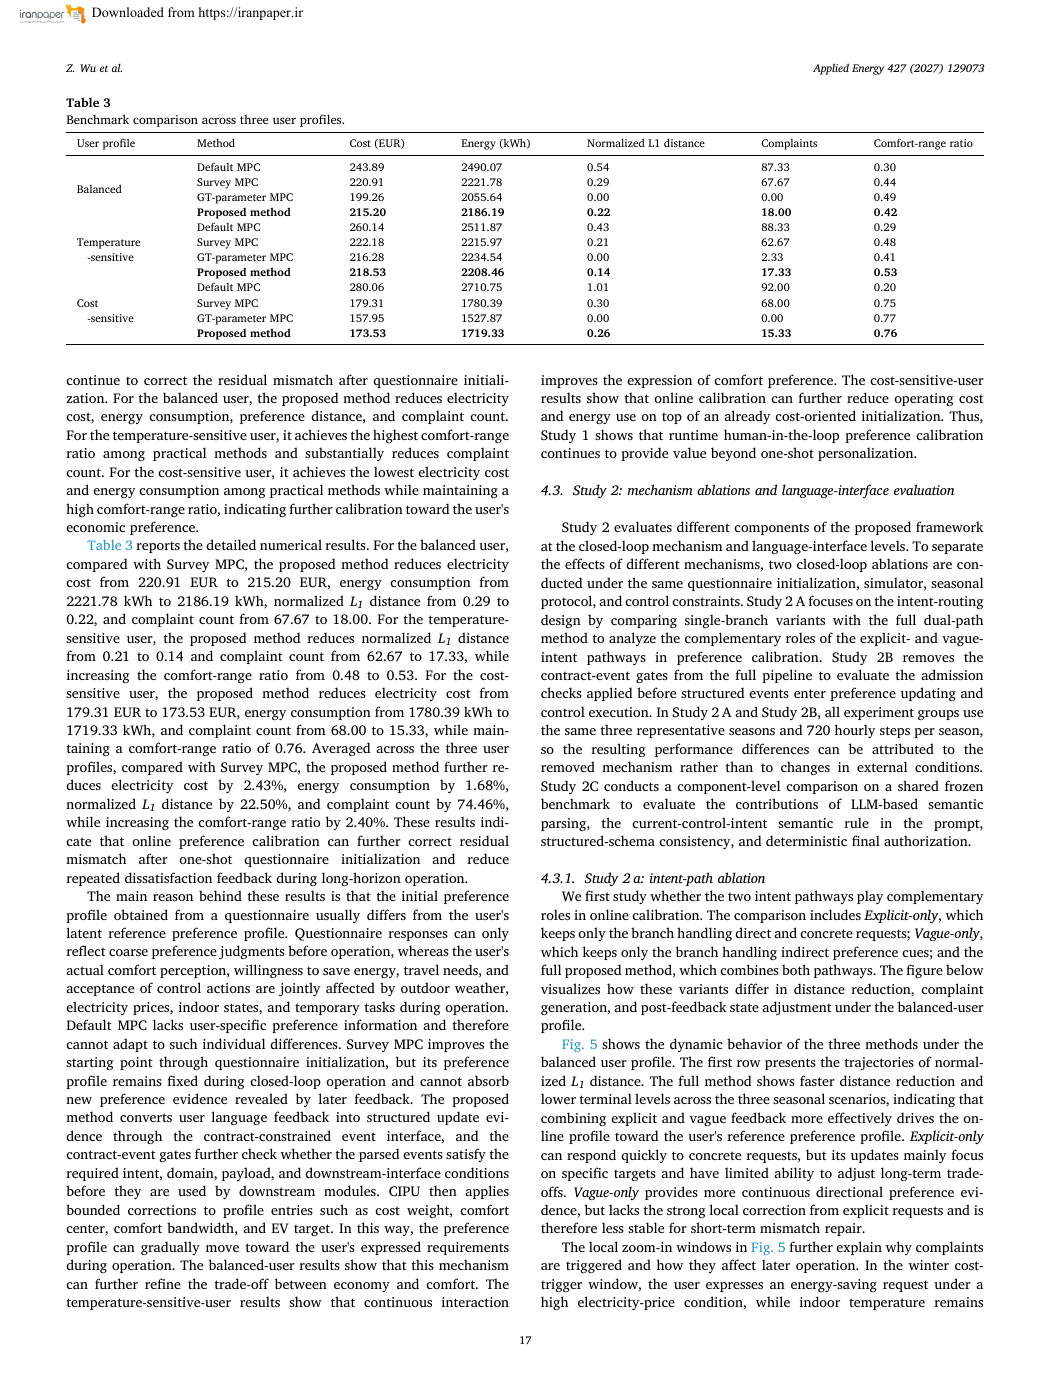 iranpaper
Downloaded from https://iranpaper.ir
Z. Wu et al.
Applied Energy 427 (2027) 129073
Table 3
Benchmark comparison across three user profiles.
User profile Method Cost (EUR) Energy (kWh) Normalized L1 distance Complaints Comfort-range ratio
Balanced
Default MPC 243.89 2490.07 0.54 87.33 0.30
Survey MPC 220.91 2221.78 0.29 67.67 0.44
GT-parameter MPC 199.26 2055.64 0.00 0.00 0.49
Proposed method 215.20 2186.19 0.22 18.00 0.42
Temperature
-sensitive
Default MPC 260.14 2511.87 0.43 88.33 0.29
Survey MPC 222.18 2215.97 0.21 62.67 0.48
GT-parameter MPC 216.28 2234.54 0.00 2.33 0.41
Proposed method 218.53 2208.46 0.14 17.33 0.53
Cost
-sensitive
Default MPC 280.06 2710.75 1.01 92.00 0.20
Survey MPC 179.31 1780.39 0.30 68.00 0.75
GT-parameter MPC 157.95 1527.87 0.00 0.00 0.77
Proposed method 173.53 1719.33 0.26 15.33 0.76
continue to correct the residual mismatch after questionnaire initiali-
zation. For the balanced user, the proposed method reduces electricity
cost, energy consumption, preference distance, and complaint count.
For the temperature-sensitive user, it achieves the highest comfort-range
ratio among practical methods and substantially reduces complaint
count. For the cost-sensitive user, it achieves the lowest electricity cost
and energy consumption among practical methods while maintaining a
high comfort-range ratio, indicating further calibration toward the user's
economic preference.
Table 3 reports the detailed numerical results. For the balanced user,
compared with Survey MPC, the proposed method reduces electricity
cost from 220.91 EUR to 215.20 EUR, energy consumption from
2221.78 kWh to 2186.19 kWh, normalized L1 distance from 0.29 to
0.22, and complaint count from 67.67 to 18.00. For the temperature-
sensitive user, the proposed method reduces normalized L1 distance
from 0.21 to 0.14 and complaint count from 62.67 to 17.33, while
increasing the comfort-range ratio from 0.48 to 0.53. For the cost-
sensitive user, the proposed method reduces electricity cost from
179.31 EUR to 173.53 EUR, energy consumption from 1780.39 kWh to
1719.33 kWh, and complaint count from 68.00 to 15.33, while main-
taining a comfort-range ratio of 0.76. Averaged across the three user
profiles, compared with Survey MPC, the proposed method further re-
duces electricity cost by 2.43%, energy consumption by 1.68%,
normalized L1 distance by 22.50%, and complaint count by 74.46%,
while increasing the comfort-range ratio by 2.40%. These results indi-
cate that online preference calibration can further correct residual
mismatch after one-shot questionnaire initialization and reduce
repeated dissatisfaction feedback during long-horizon operation.
The main reason behind these results is that the initial preference
profile obtained from a questionnaire usually differs from the user's
latent reference preference profile. Questionnaire responses can only
reflect coarse preference judgments before operation, whereas the user's
actual comfort perception, willingness to save energy, travel needs, and
acceptance of control actions are jointly affected by outdoor weather,
electricity prices, indoor states, and temporary tasks during operation.
Default MPC lacks user-specific preference information and therefore
cannot adapt to such individual differences. Survey MPC improves the
starting point through questionnaire initialization, but its preference
profile remains fixed during closed-loop operation and cannot absorb
new preference evidence revealed by later feedback. The proposed
method converts user language feedback into structured update evi-
dence through the contract-constrained event interface, and the
contract-event gates further check whether the parsed events satisfy the
required intent, domain, payload, and downstream-interface conditions
before they are used by downstream modules. CIPU then applies
bounded corrections to profile entries such as cost weight, comfort
center, comfort bandwidth, and EV target. In this way, the preference
profile can gradually move toward the user's expressed requirements
during operation. The balanced-user results show that this mechanism
can further refine the trade-off between economy and comfort. The
temperature-sensitive-user results show that continuous interaction
improves the expression of comfort preference. The cost-sensitive-user
results show that online calibration can further reduce operating cost
and energy use on top of an already cost-oriented initialization. Thus,
Study 1 shows that runtime human-in-the-loop preference calibration
continues to provide value beyond one-shot personalization.
4.3. Study 2: mechanism ablations and language-interface evaluation
Study 2 evaluates different components of the proposed framework
at the closed-loop mechanism and language-interface levels. To separate
the effects of different mechanisms, two closed-loop ablations are con-
ducted under the same questionnaire initialization, simulator, seasonal
protocol, and control constraints. Study 2 A focuses on the intent-routing
design by comparing single-branch variants with the full dual-path
method to analyze the complementary roles of the explicit- and vague-
intent pathways in preference calibration. Study 2B removes the
contract-event gates from the full pipeline to evaluate the admission
checks applied before structured events enter preference updating and
control execution. In Study 2 A and Study 2B, all experiment groups use
the same three representative seasons and 720 hourly steps per season,
so the resulting performance differences can be attributed to the
removed mechanism rather than to changes in external conditions.
Study 2C conducts a component-level comparison on a shared frozen
benchmark to evaluate the contributions of LLM-based semantic
parsing, the current-control-intent semantic rule in the prompt,
structured-schema consistency, and deterministic final authorization.
4.3.1. Study 2 a: intent-path ablation
We first study whether the two intent pathways play complementary
roles in online calibration. The comparison includes Explicit-only, which
keeps only the branch handling direct and concrete requests; Vague-only,
which keeps only the branch handling indirect preference cues; and the
full proposed method, which combines both pathways. The figure below
visualizes how these variants differ in distance reduction, complaint
generation, and post-feedback state adjustment under the balanced-user
profile.
Fig. 5 shows the dynamic behavior of the three methods under the
balanced user profile. The first row presents the trajectories of normal-
ized L1 distance. The full method shows faster distance reduction and
lower terminal levels across the three seasonal scenarios, indicating that
combining explicit and vague feedback more effectively drives the on-
line profile toward the user's reference preference profile. Explicit-only
can respond quickly to concrete requests, but its updates mainly focus
on specific targets and have limited ability to adjust long-term trade-
offs. Vague-only provides more continuous directional preference evi-
dence, but lacks the strong local correction from explicit requests and is
therefore less stable for short-term mismatch repair.
The local zoom-in windows in Fig. 5 further explain why complaints
are triggered and how they affect later operation. In the winter cost-
trigger window, the user expresses an energy-saving request under a
high electricity-price condition, while indoor temperature remains
17